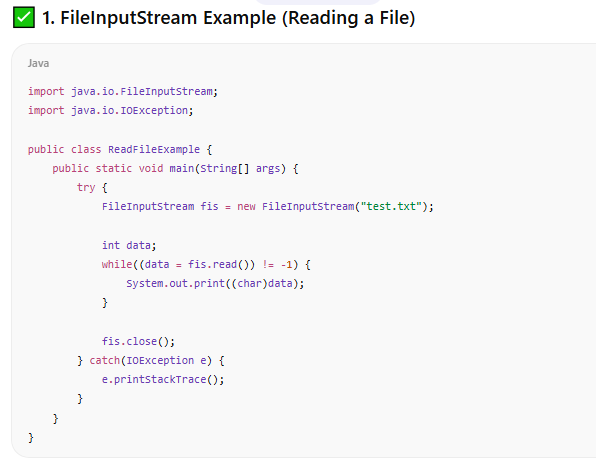 ✅ 1. FileInputStream Example (Reading a File)
Java
import java.io.FileInputStream;
import java.io.IOException;
public class ReadFileExample {
public static void main(String[] args) {
try {
FileInputStream fis = new FileInputStream("test.txt");
int data;
while((data = fis.read()) != -1) {
System.out.print((char)data);
}
fis.close();
} catch(IOException e) {
e.printStackTrace();
}
}
}